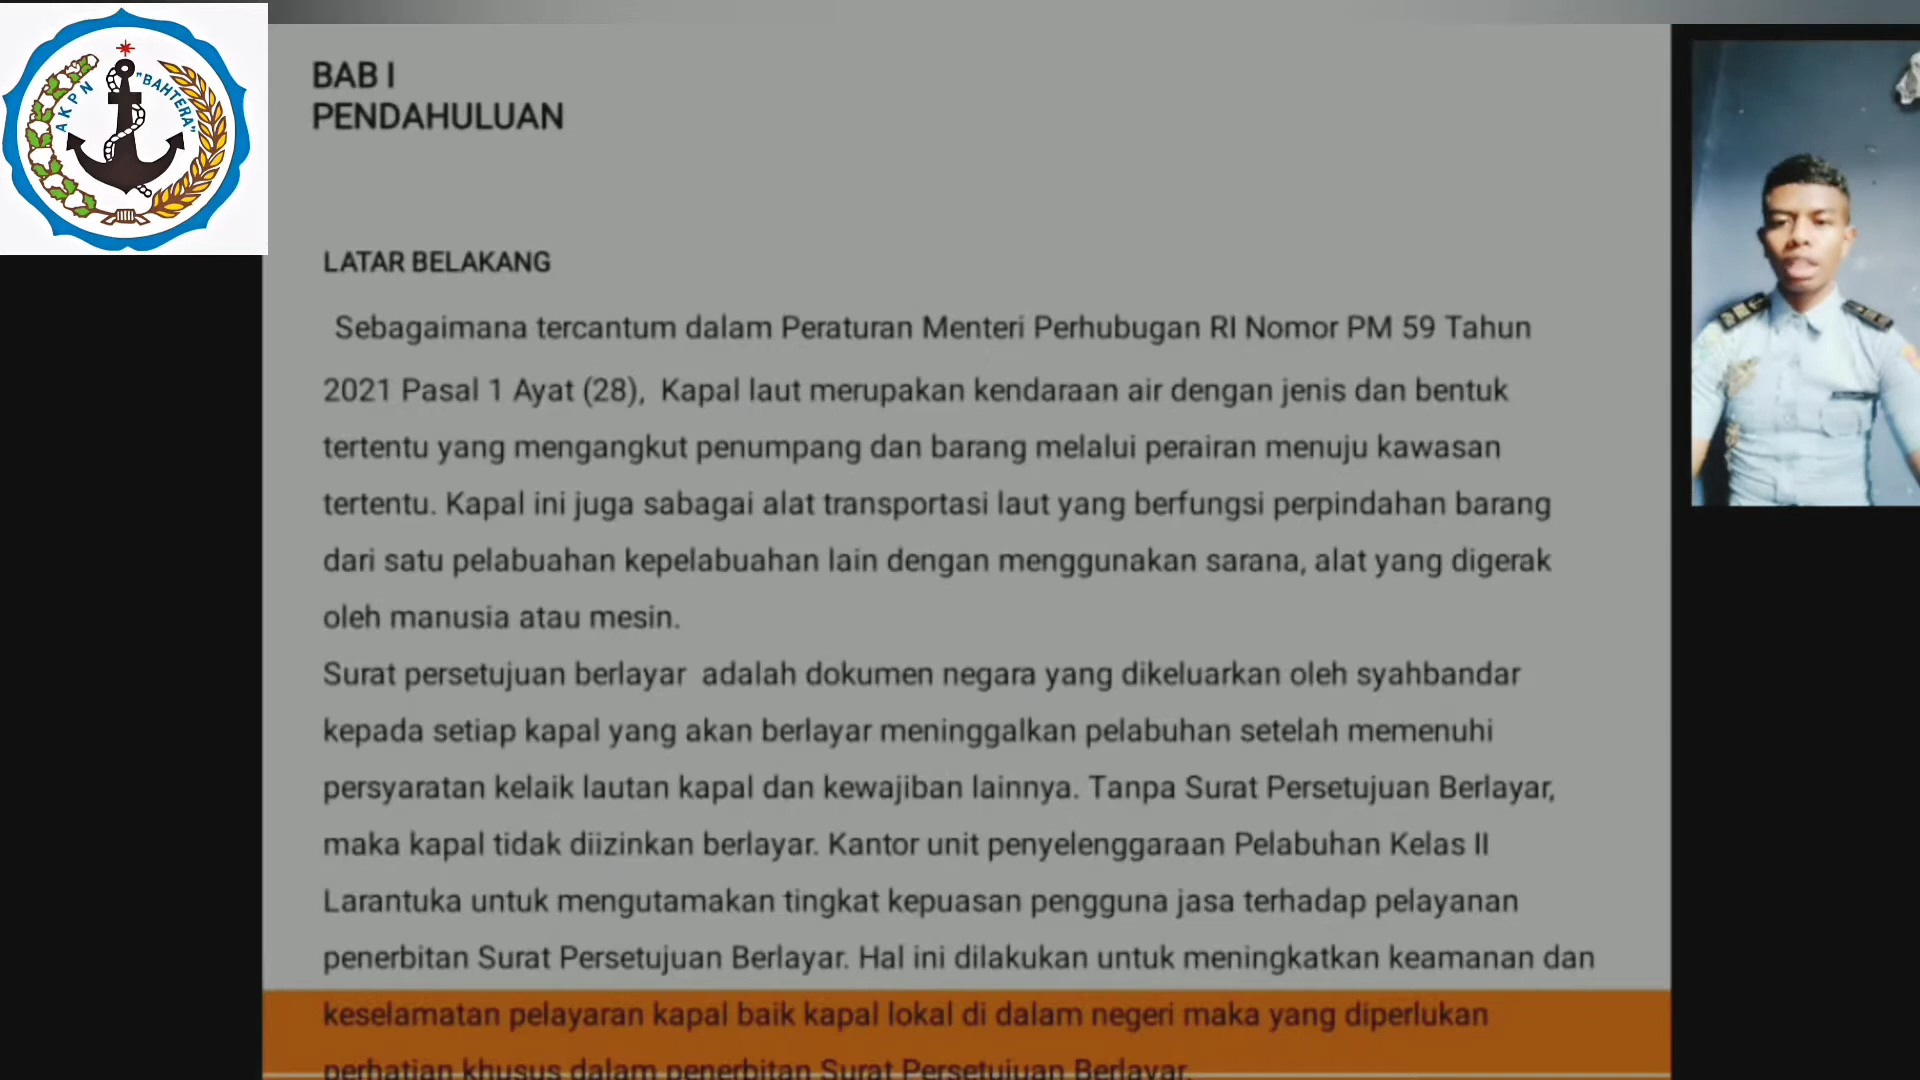 AKPN "BAHTERA"
BAB I
PENDAHULUAN
LATAR BELAKANG
Sebagaimana tercantum dalam Peraturan Menteri Perhubugan RI Nomor PM 59 Tahun
2021 Pasal 1 Ayat (28), Kapal laut merupakan kendaraan air dengan jenis dan bentuk
tertentu yang mengangkut penumpang dan barang melalui perairan menuju kawasan
tertentu. Kapal ini juga sabagai alat transportasi laut yang berfungsi perpindahan barang
dari satu pelabuahan kepelabuahan lain dengan menggunakan sarana, alat yang digerak
oleh manusia atau mesin.
Surat persetujuan berlayar adalah dokumen negara yang dikeluarkan oleh syahbandar
kepada setiap kapal yang akan berlayar meninggalkan pelabuhan setelah memenuhi
persyaratan kelaik lautan kapal dan kewajiban lainnya. Tanpa Surat Persetujuan Berlayar,
maka kapal tidak diizinkan berlayar. Kantor unit penyelenggaraan Pelabuhan Kelas II
Larantuka untuk mengutamakan tingkat kepuasan pengguna jasa terhadap pelayanan
penerbitan Surat Persetujuan Berlayar. Hal ini dilakukan untuk meningkatkan keamanan dan
keselamatan pelayaran kapal baik kapal lokal di dalam negeri maka yang diperlukan
perhatian khusus dalam penerbitan Surat Persetujuan Berlayar.